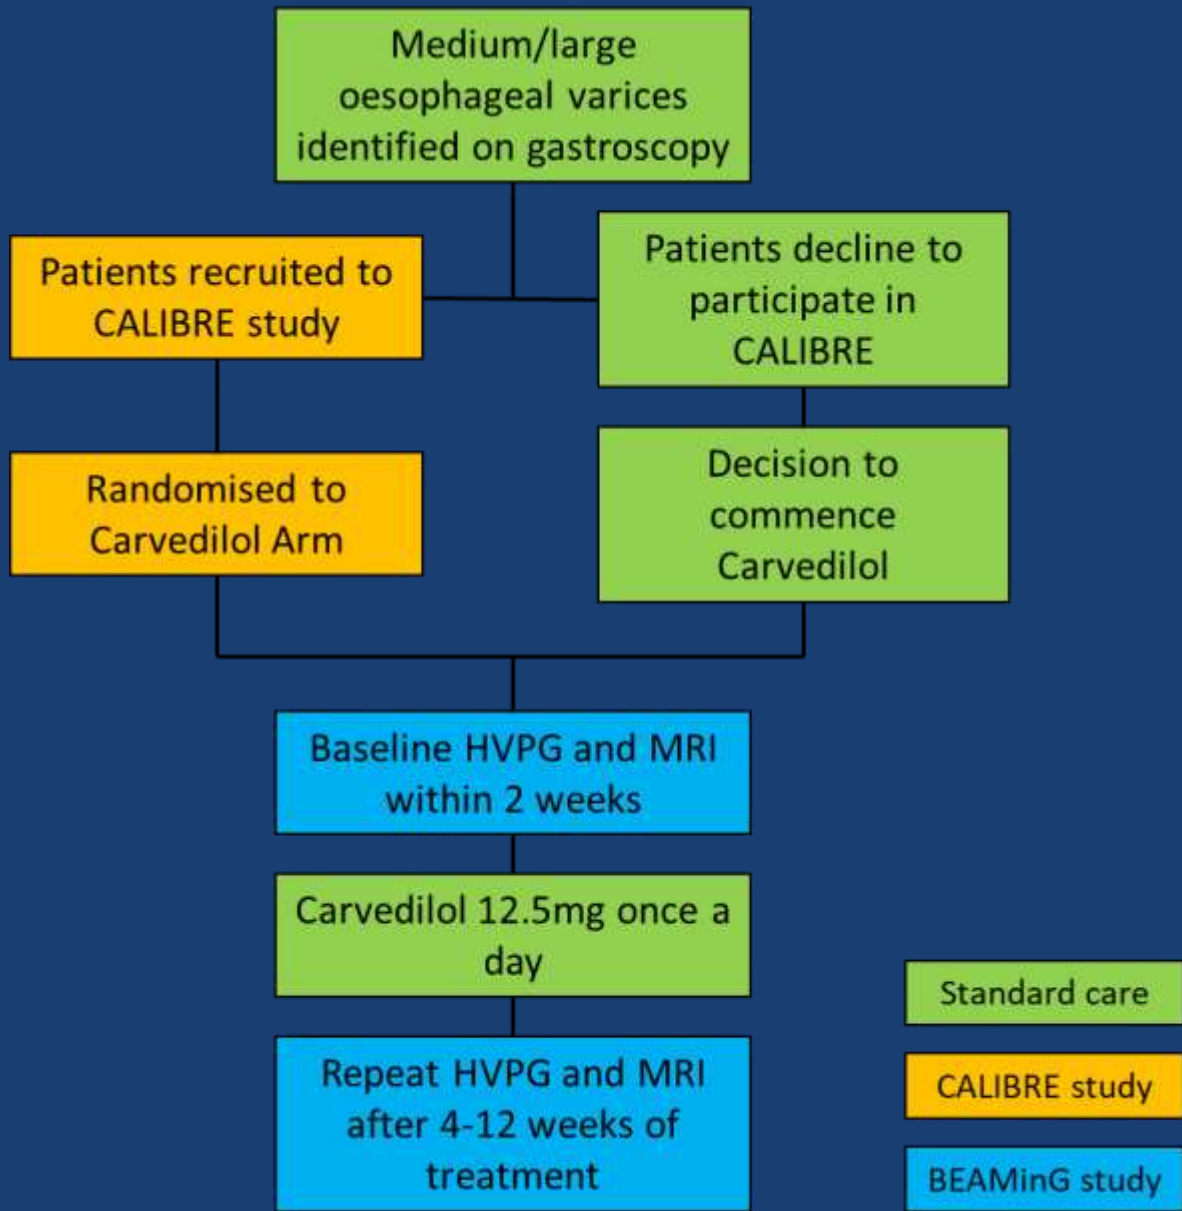 Medium/large
oesophageal varices
identified on gastroscopy
Patients recruited to
CALIBRE study
Patients decline to
participate in
CALIBRE
Randomised to
Carvedilol Arm
Decision to
commence
Carvedilol
Baseline HVPG and MRI
within 2 weeks
Carvedilol 12.5mg once a
day
Repeat HVPG and MRI
after 4-12 weeks of
treatment
Standard care
CALIBRE study
BEAMinG study